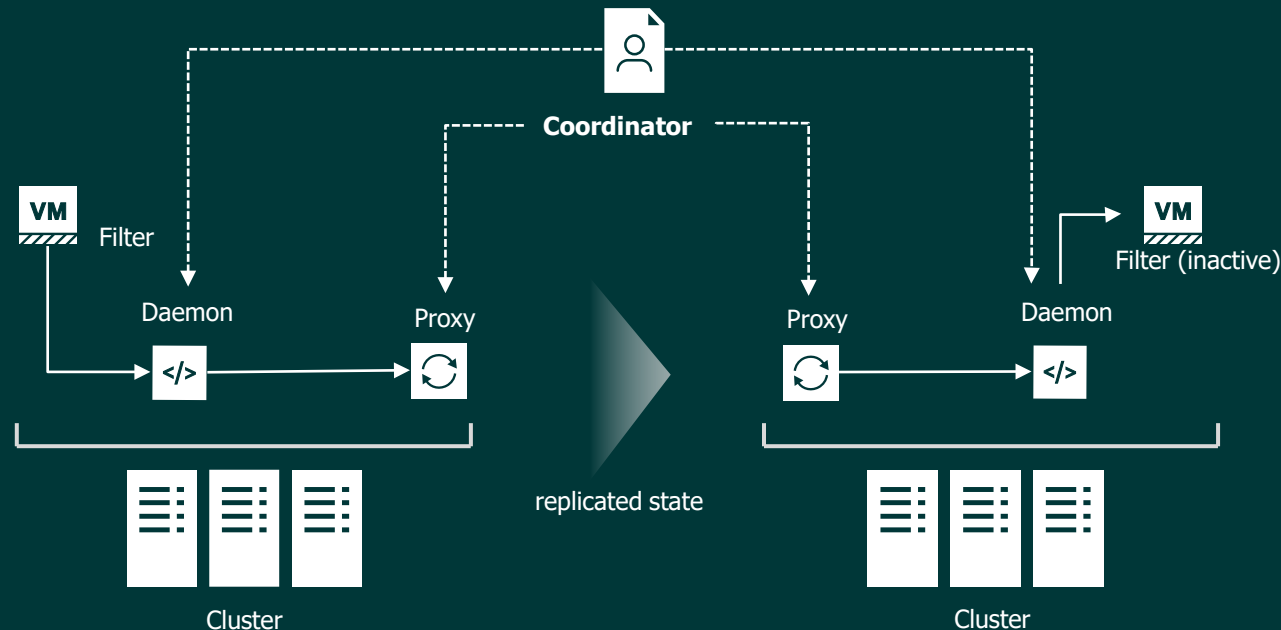 Coordinator
VM
Filter
VM
Filter (inactive)
Daemon
Proxy
Proxy
Daemon
</>
</>
replicated state
Cluster
Cluster